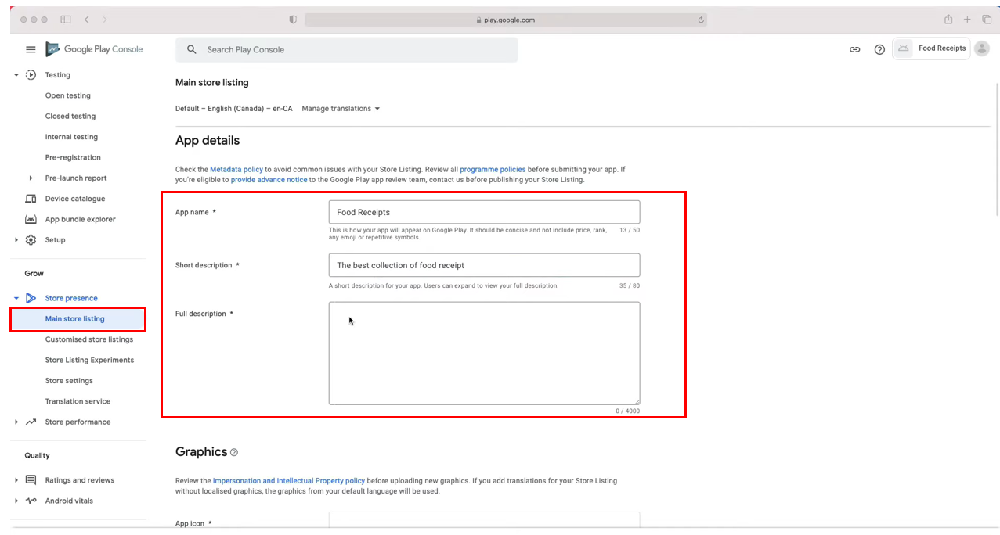 play.google.com
Google Play Console
Search Play Console
Food Receipts
Testing
Open testing
Closed testing
Internal testing
Pre-registration
Pre-launch report
Device catalogue
App bundle explorer
Setup
Grow
Store presence
Main store listing
Customised store listings
Store Listing Experiments
Store settings
Translation service
Store performance
Quality
Ratings and reviews
Android vitals
Main store listing
Default – English (Canada) – en-CA Manage translations
App details
Check the Metadata policy to avoid common issues with your Store Listing. Review all programme policies before submitting your app. If
you're eligible to provide advance notice to the Google Play app review team, contact us before publishing your Store Listing.
App name *
Food Receipts
This is how your app will appear on Google Play. It should be concise and not include price, rank, 13 / 50
any emoji or repetitive symbols.
Short description *
The best collection of food receipt
A short description for your app. Users can expand to view your full description. 35 / 80
Full description *
0 / 4000
Graphics
Review the Impersonation and Intellectual Property policy before uploading new graphics. If you add translations for your Store Listing
without localised graphics, the graphics from your default language will be used.
App icon *